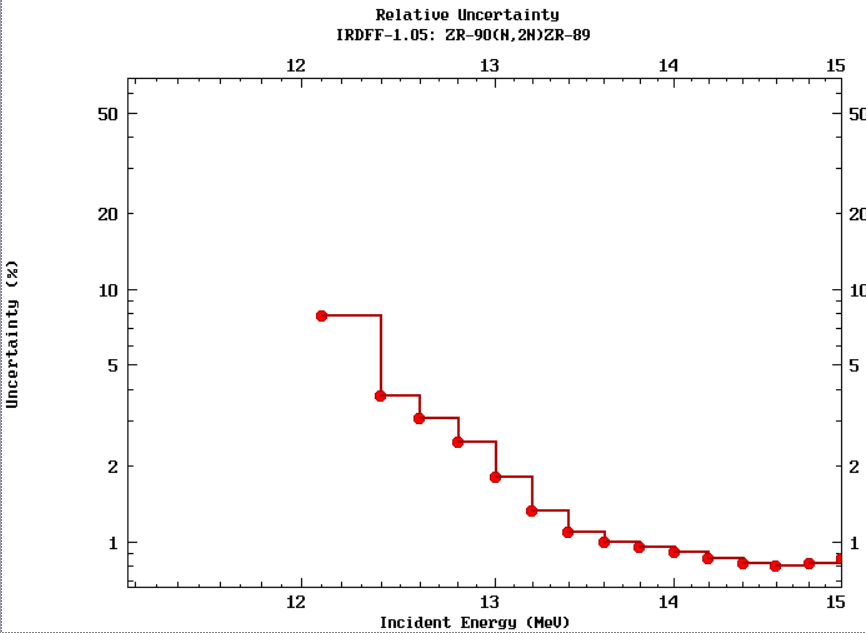 Relative Uncertainty
IRDFF-1.05: ZR-90(N,2N)ZR-89
12 13 14 15
50 50
20 20
10 10
5 5
2 2
1 1
12 13 14 15
Incident Energy (MeV)
Uncertainty (%)